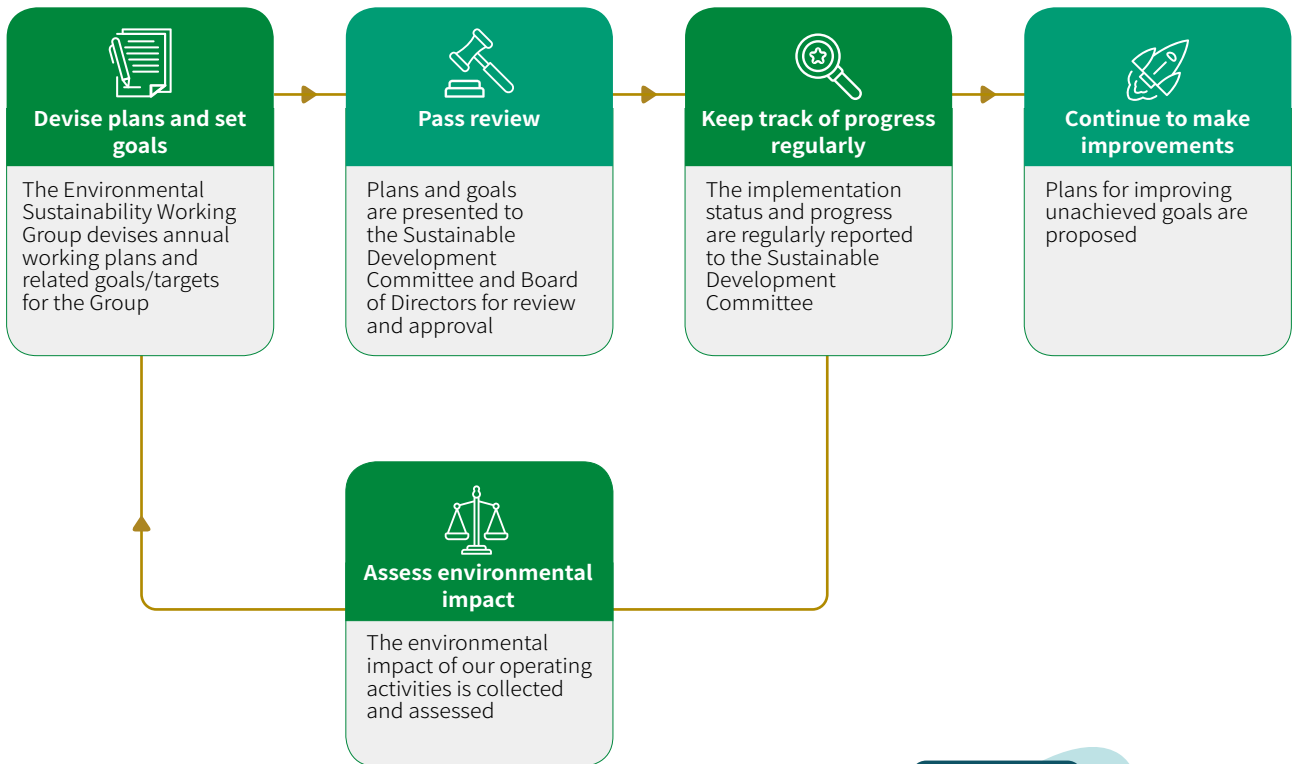 Devise plans and set
goals
The Environmental
Sustainability Working
Group devises annual
working plans and
related goals/targets
for the Group
Pass review
Plans and goals
are presented to
the Sustainable
Development
Committee and Board
of Directors for review
and approval
Keep track of progress
regularly
The implementation
status and progress
are regularly reported
to the Sustainable
Development
Committee
Continue to make
improvements
Plans for improving
unachieved goals are
proposed
Assess environmental
impact
The environmental
impact of our operating
activities is collected
and assessed